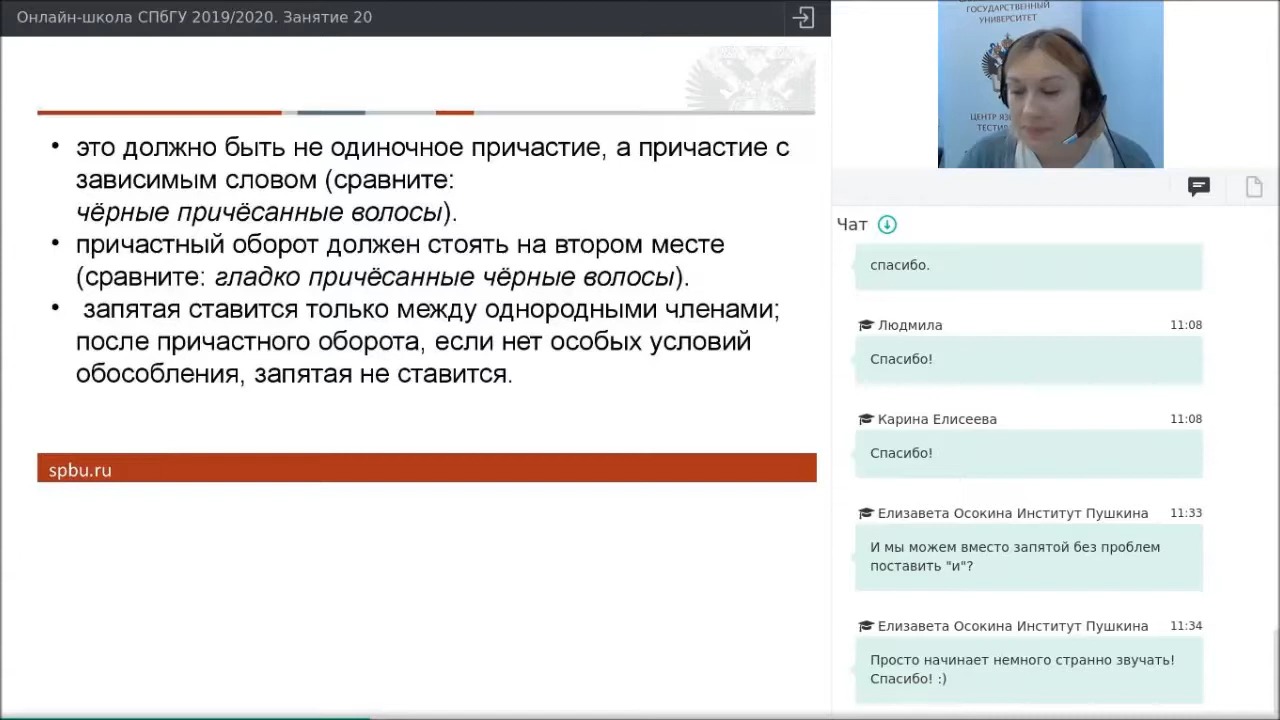 Онлайн-школа СПбГУ 2019/2020. Занятие 20
• это должно быть не одиночное причастие, а причастие с
зависимым словом (сравните:
чёрные причёсанные волосы).
• причастный оборот должен стоять на втором месте
(сравните: гладко причёсанные чёрные волосы).
• запятая ставится только между однородными членами;
после причастного оборота, если нет особых условий
обособления, запятая не ставится.
spbu.ru
ГОСУДАРСТВЕННЫЙ
УНИВЕРСИТЕТ
ЦЕНТР
Чат
спасибо.
Людмила 11:08
Спасибо!
Карина Елисеева 11:08
Спасибо!
Елизавета Осокина Институт Пушкина 11:33
И мы можем вместо запятой без проблем
поставить "и"?
Елизавета Осокина Институт Пушкина 11:34
Просто начинает немного странно звучать!
Спасибо! :)